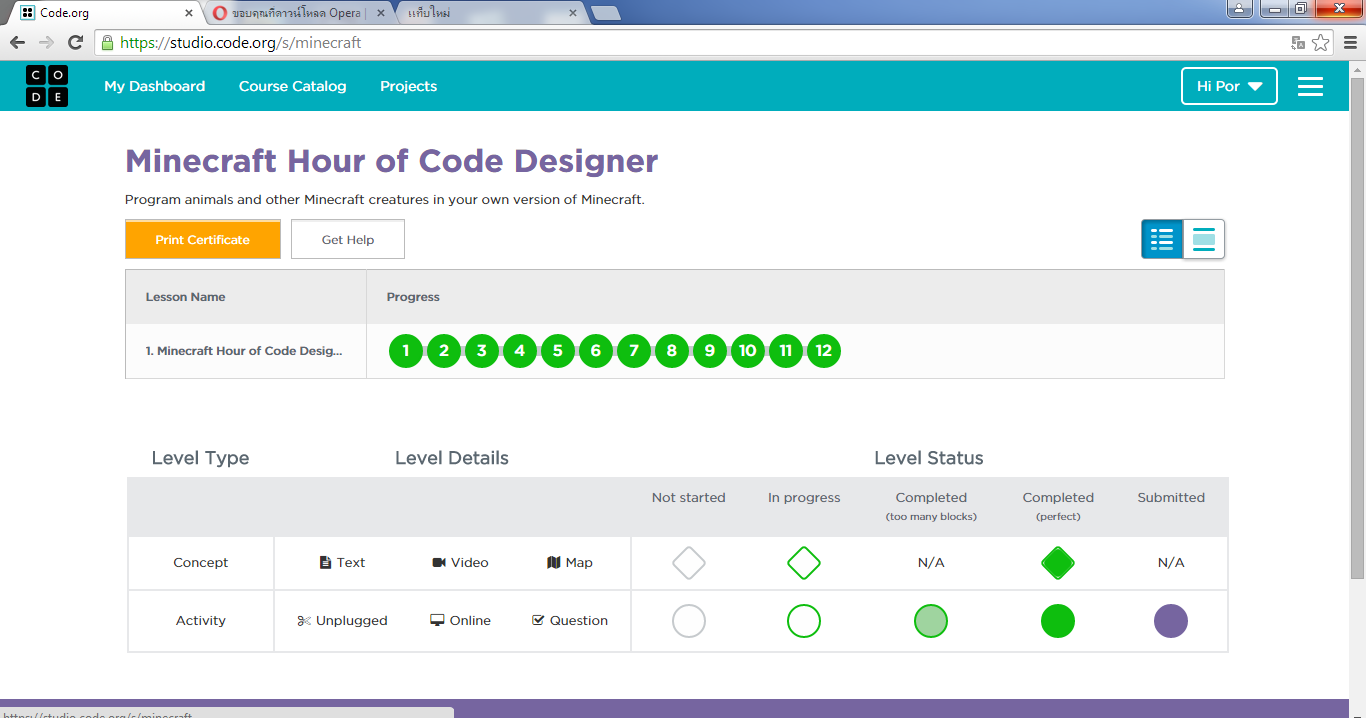 Code.org
ขอบคุณที่ดาวน์โหลด Opera |
แท็บใหม่
https://studio.code.org/s/minecraft
C O
D E
My Dashboard Course Catalog Projects
Hi Por
Minecraft Hour of Code Designer
Program animals and other Minecraft creatures in your own version of Minecraft.
Print Certificate Get Help
Lesson Name Progress
1. Minecraft Hour of Code Desig... 1 2 3 4 5 6 7 8 9 10 11 12
Level Type Level Details Level Status
Not started In progress Completed Completed Submitted
(too many blocks) (perfect)
Concept Text Video Map N/A N/A
Activity Unplugged Online Question
https://studio.code.org/s/minecraft